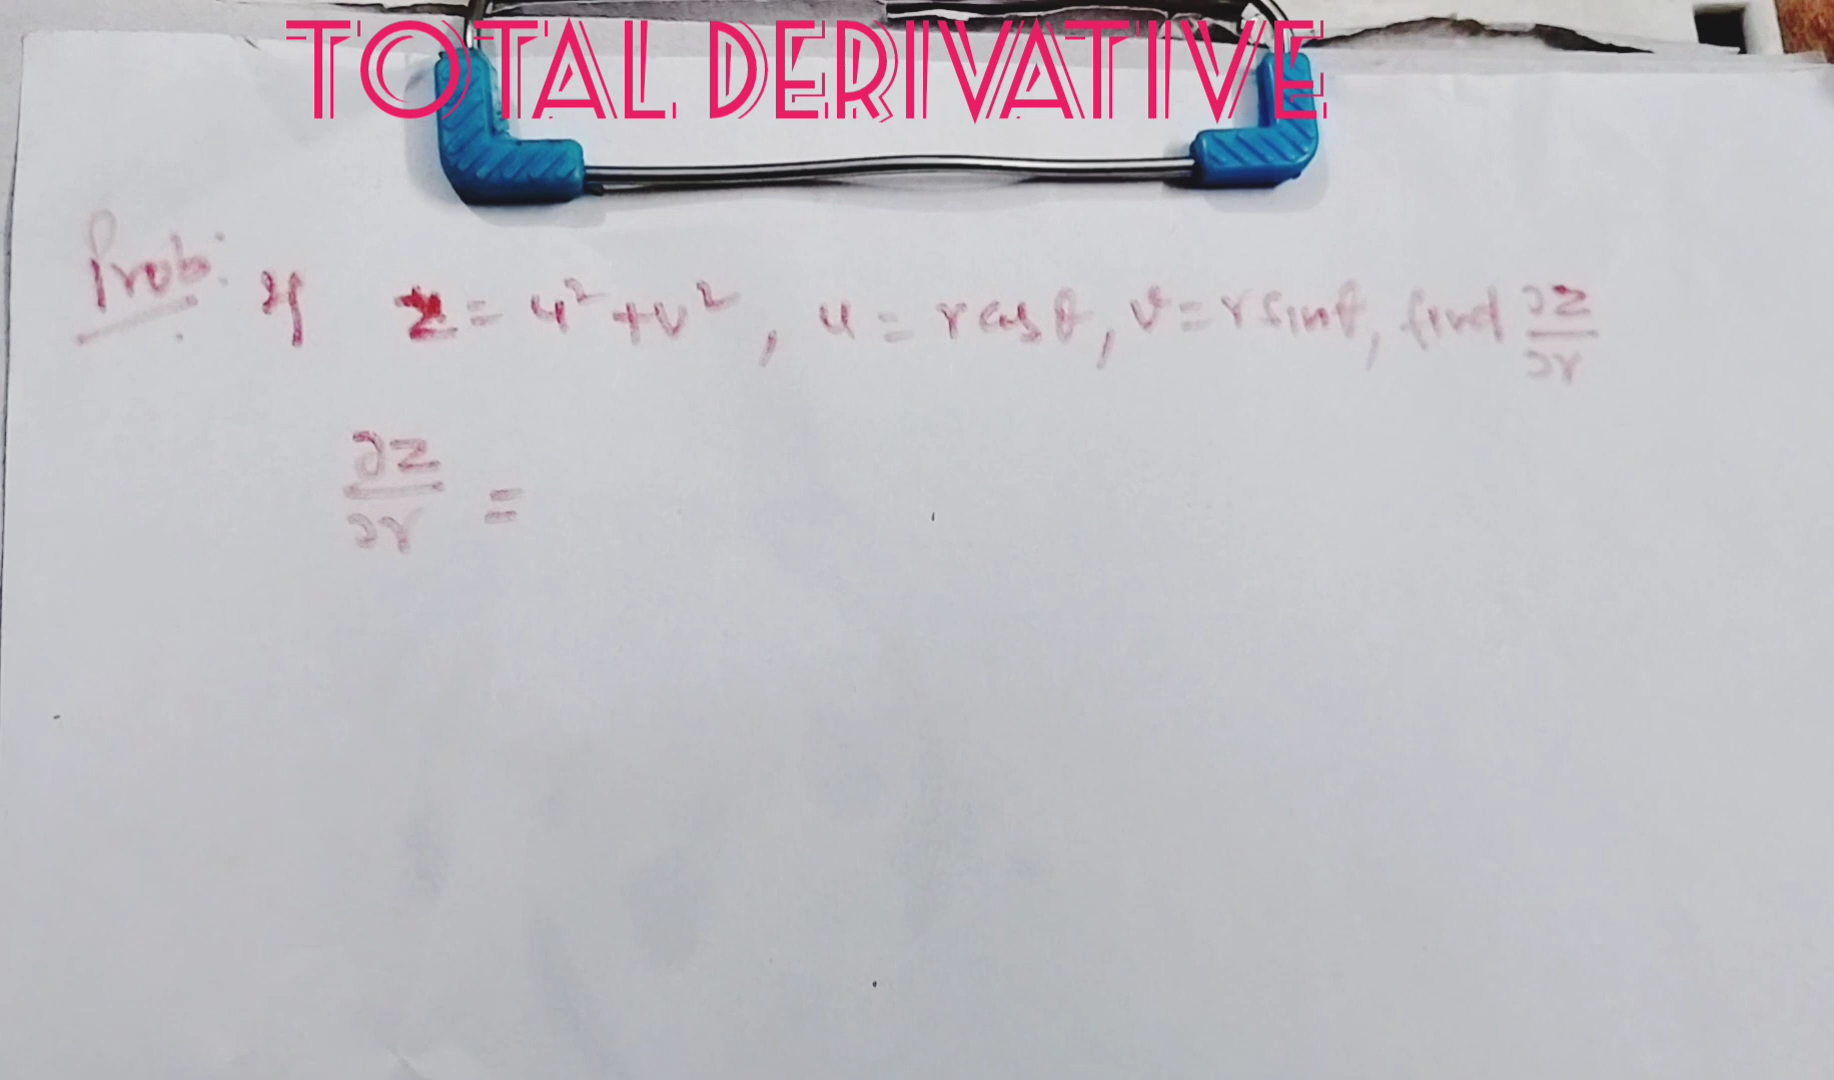 TOTAL DERIVATIVE
Prob: If z = u² + v², u = r cos θ, v = r sin θ, find ∂z/∂r
∂z/∂r =